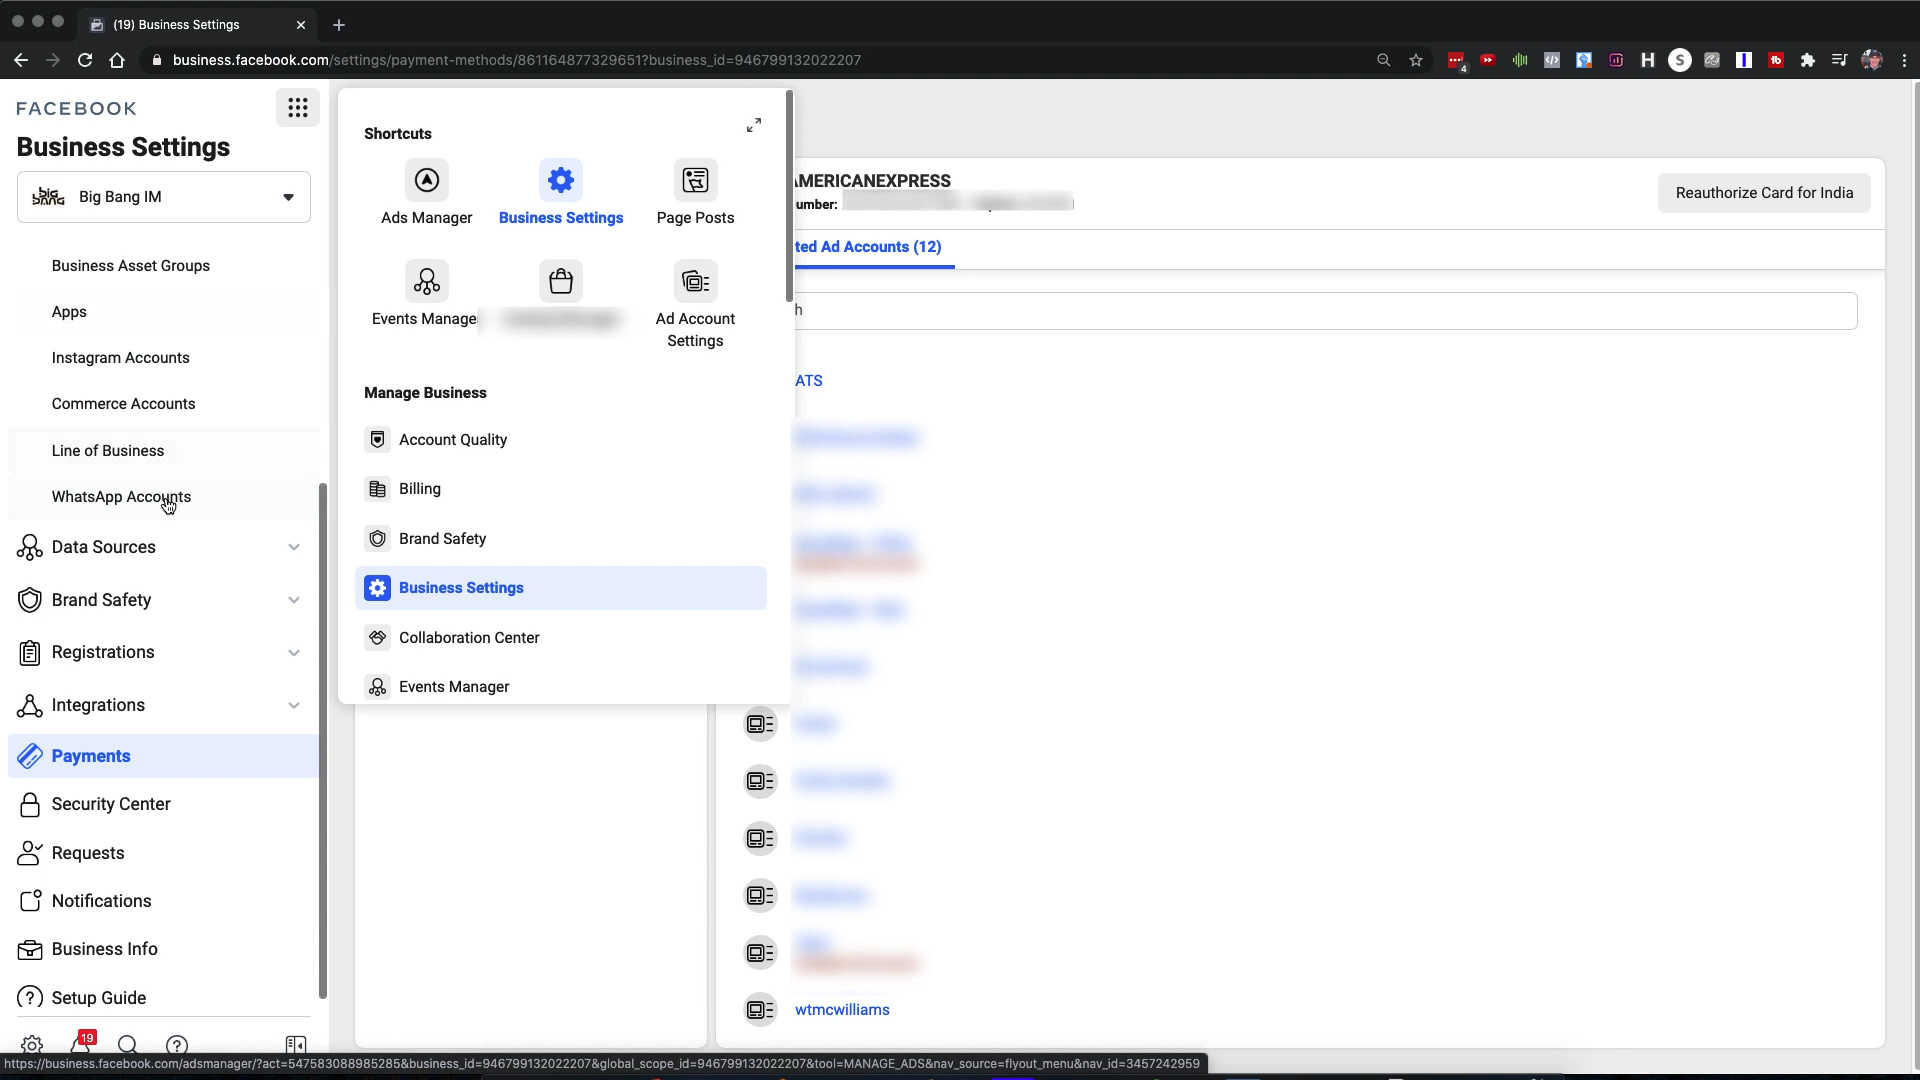 (19) Business Settings
business.facebook.com/settings/payment-methods/861164877329651?business_id=946799132022207
4
H
S
FACEBOOK
Business Settings
big bang
Big Bang IM
Business Asset Groups
Apps
Instagram Accounts
Commerce Accounts
Line of Business
WhatsApp Accounts
Data Sources
Brand Safety
Registrations
Integrations
Payments
Security Center
Requests
Notifications
Business Info
Setup Guide
19
Shortcuts
Ads Manager
Business Settings
Page Posts
Events Manage
Ad Account
Settings
Manage Business
Account Quality
Billing
Brand Safety
Business Settings
Collaboration Center
Events Manager
MERICANEXPRESS
umber:
Reauthorize Card for India
ted Ad Accounts (12)
h
ATS
wtmcwilliams
https://business.facebook.com/adsmanager/?act=547583088985285&business_id=946799132022207&global_scope_id=946799132022207&tool=MANAGE_ADS&nav_source=flyout_menu&nav_id=3457242959